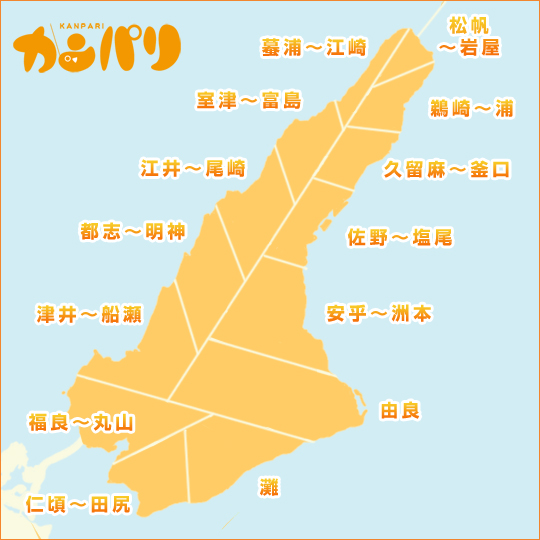 KANPARI
カンパリ
松帆
～岩屋
蟇浦～江崎
室津～富島
鵜崎～浦
江井～尾崎
久留麻～釜口
都志～明神
佐野～塩尾
津井～船瀬
安乎～洲本
由良
福良～丸山
灘
仁頃～田尻